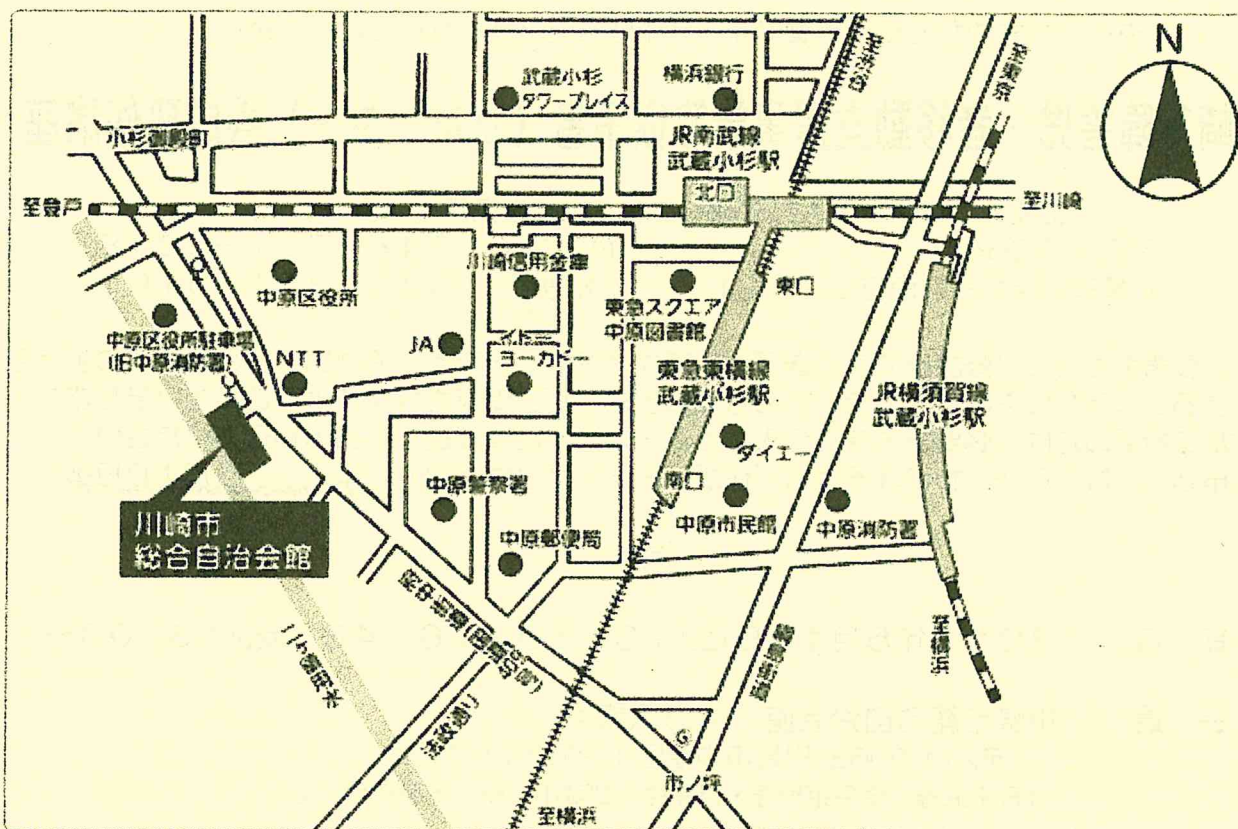 N
武蔵小杉
タワープレイス
横浜銀行
至渋谷
至東京
小杉御殿町
JR南武線
武蔵小杉駅
北口
至登戸
至川崎
川崎信用金庫
中原区役所
東急スクエア
中原図書館
東口
中原区役所駐車場
(旧中原消防署)
NTT
JA
イトーヨーカドー
東急東横線
武蔵小杉駅
JR横須賀線
武蔵小杉駅
ダイエー
南口
中原警察署
中原市民館
中原消防署
川崎市
総合自治会館
中原郵便局
二ヶ領用水
法政通り
至横浜
G
市ノ坪
至横浜